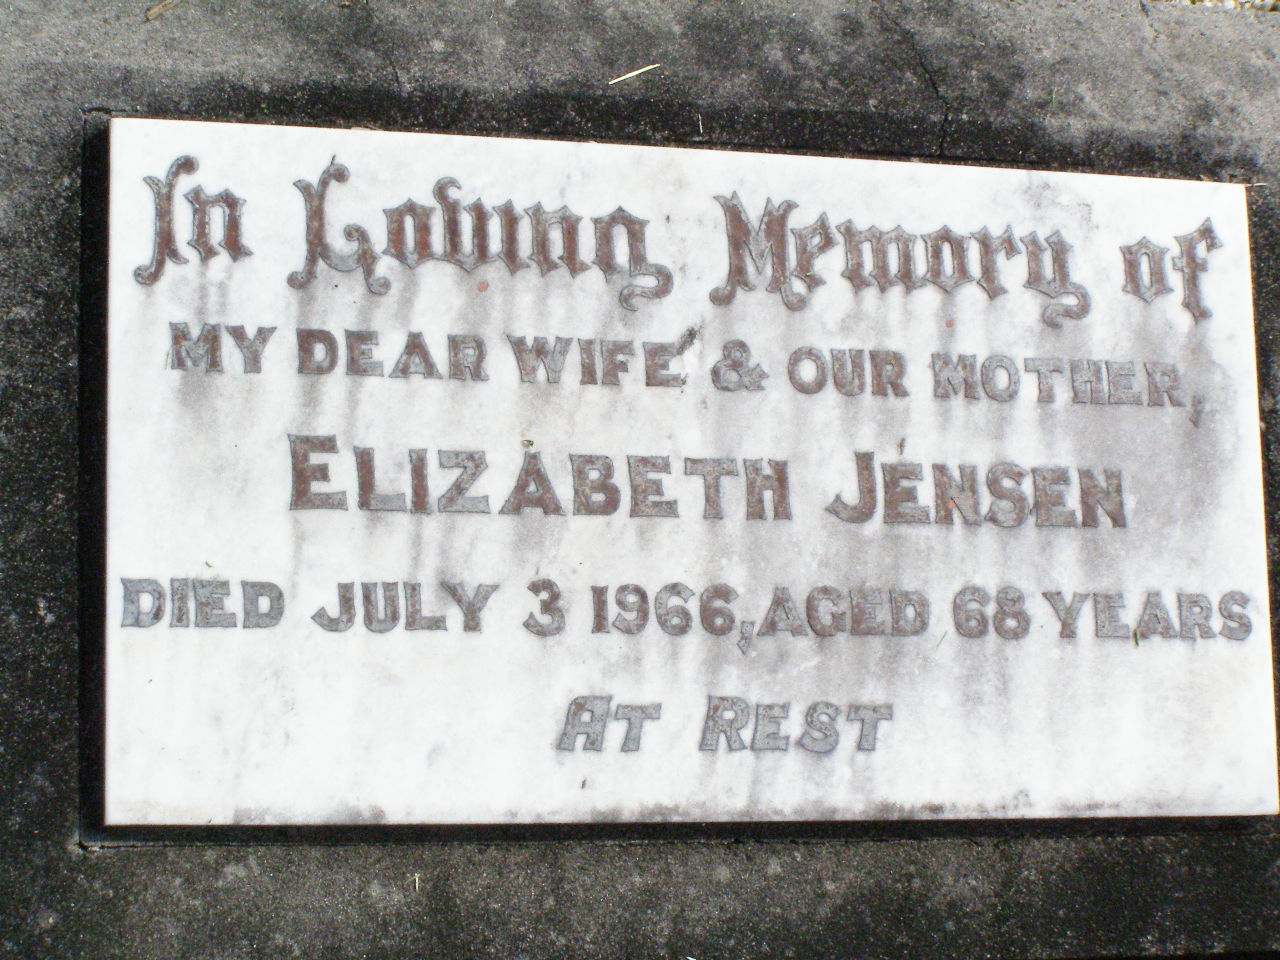 In Loving Memory of
MY DEAR WIFE & OUR MOTHER
ELIZABETH JENSEN
DIED JULY 3 1966, AGED 68 YEARS
AT REST